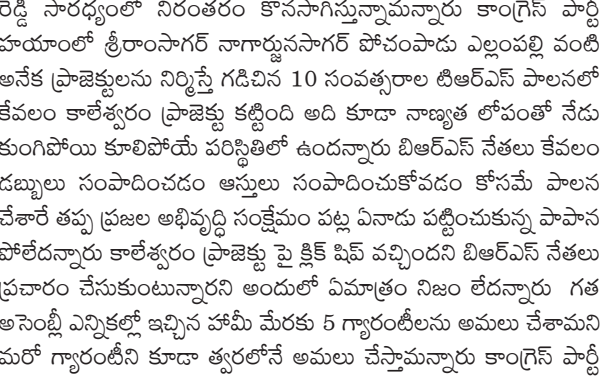 రెడ్డి సారధ్యంలో నిరంతరం కొనసాగిస్తున్నామన్నారు కాంగ్రెస్ పార్టీ
హయాంలో శ్రీరాంసాగర్ నాగార్జునసాగర్ పోచంపాడు ఎల్లంపల్లి వంటి
అనేక ప్రాజెక్టులను నిర్మిస్తే గడిచిన 10 సంవత్సరాల టిఆర్ఎస్ పాలనలో
కేవలం కాలేశ్వరం ప్రాజెక్టు కట్టింది అది కూడా నాణ్యత లోపంతో నేడు
కుంగిపోయి కూలిపోయే పరిస్థితిలో ఉందన్నారు బిఆర్ఎస్ నేతలు కేవలం
డబ్బులు సంపాదించడం ఆస్తులు సంపాదించుకోవడం కోసమే పాలన
చేశారే తప్ప ప్రజల అభివృద్ధి సంక్షేమం పట్ల ఏనాడు పట్టించుకున్న పాపాన
పోలేదన్నారు కాలేశ్వరం ప్రాజెక్టు పై క్లిక్ షిప్ వచ్చిందని బిఆర్ఎస్ నేతలు
ప్రచారం చేసుకుంటున్నారని అందులో ఏమాత్రం నిజం లేదన్నారు గత
అసెంబ్లీ ఎన్నికల్లో ఇచ్చిన హామీ మేరకు 5 గ్యారంటీలను అమలు చేశామని
మరో గ్యారంటీని కూడా త్వరలోనే అమలు చేస్తామన్నారు కాంగ్రెస్ పార్టీ